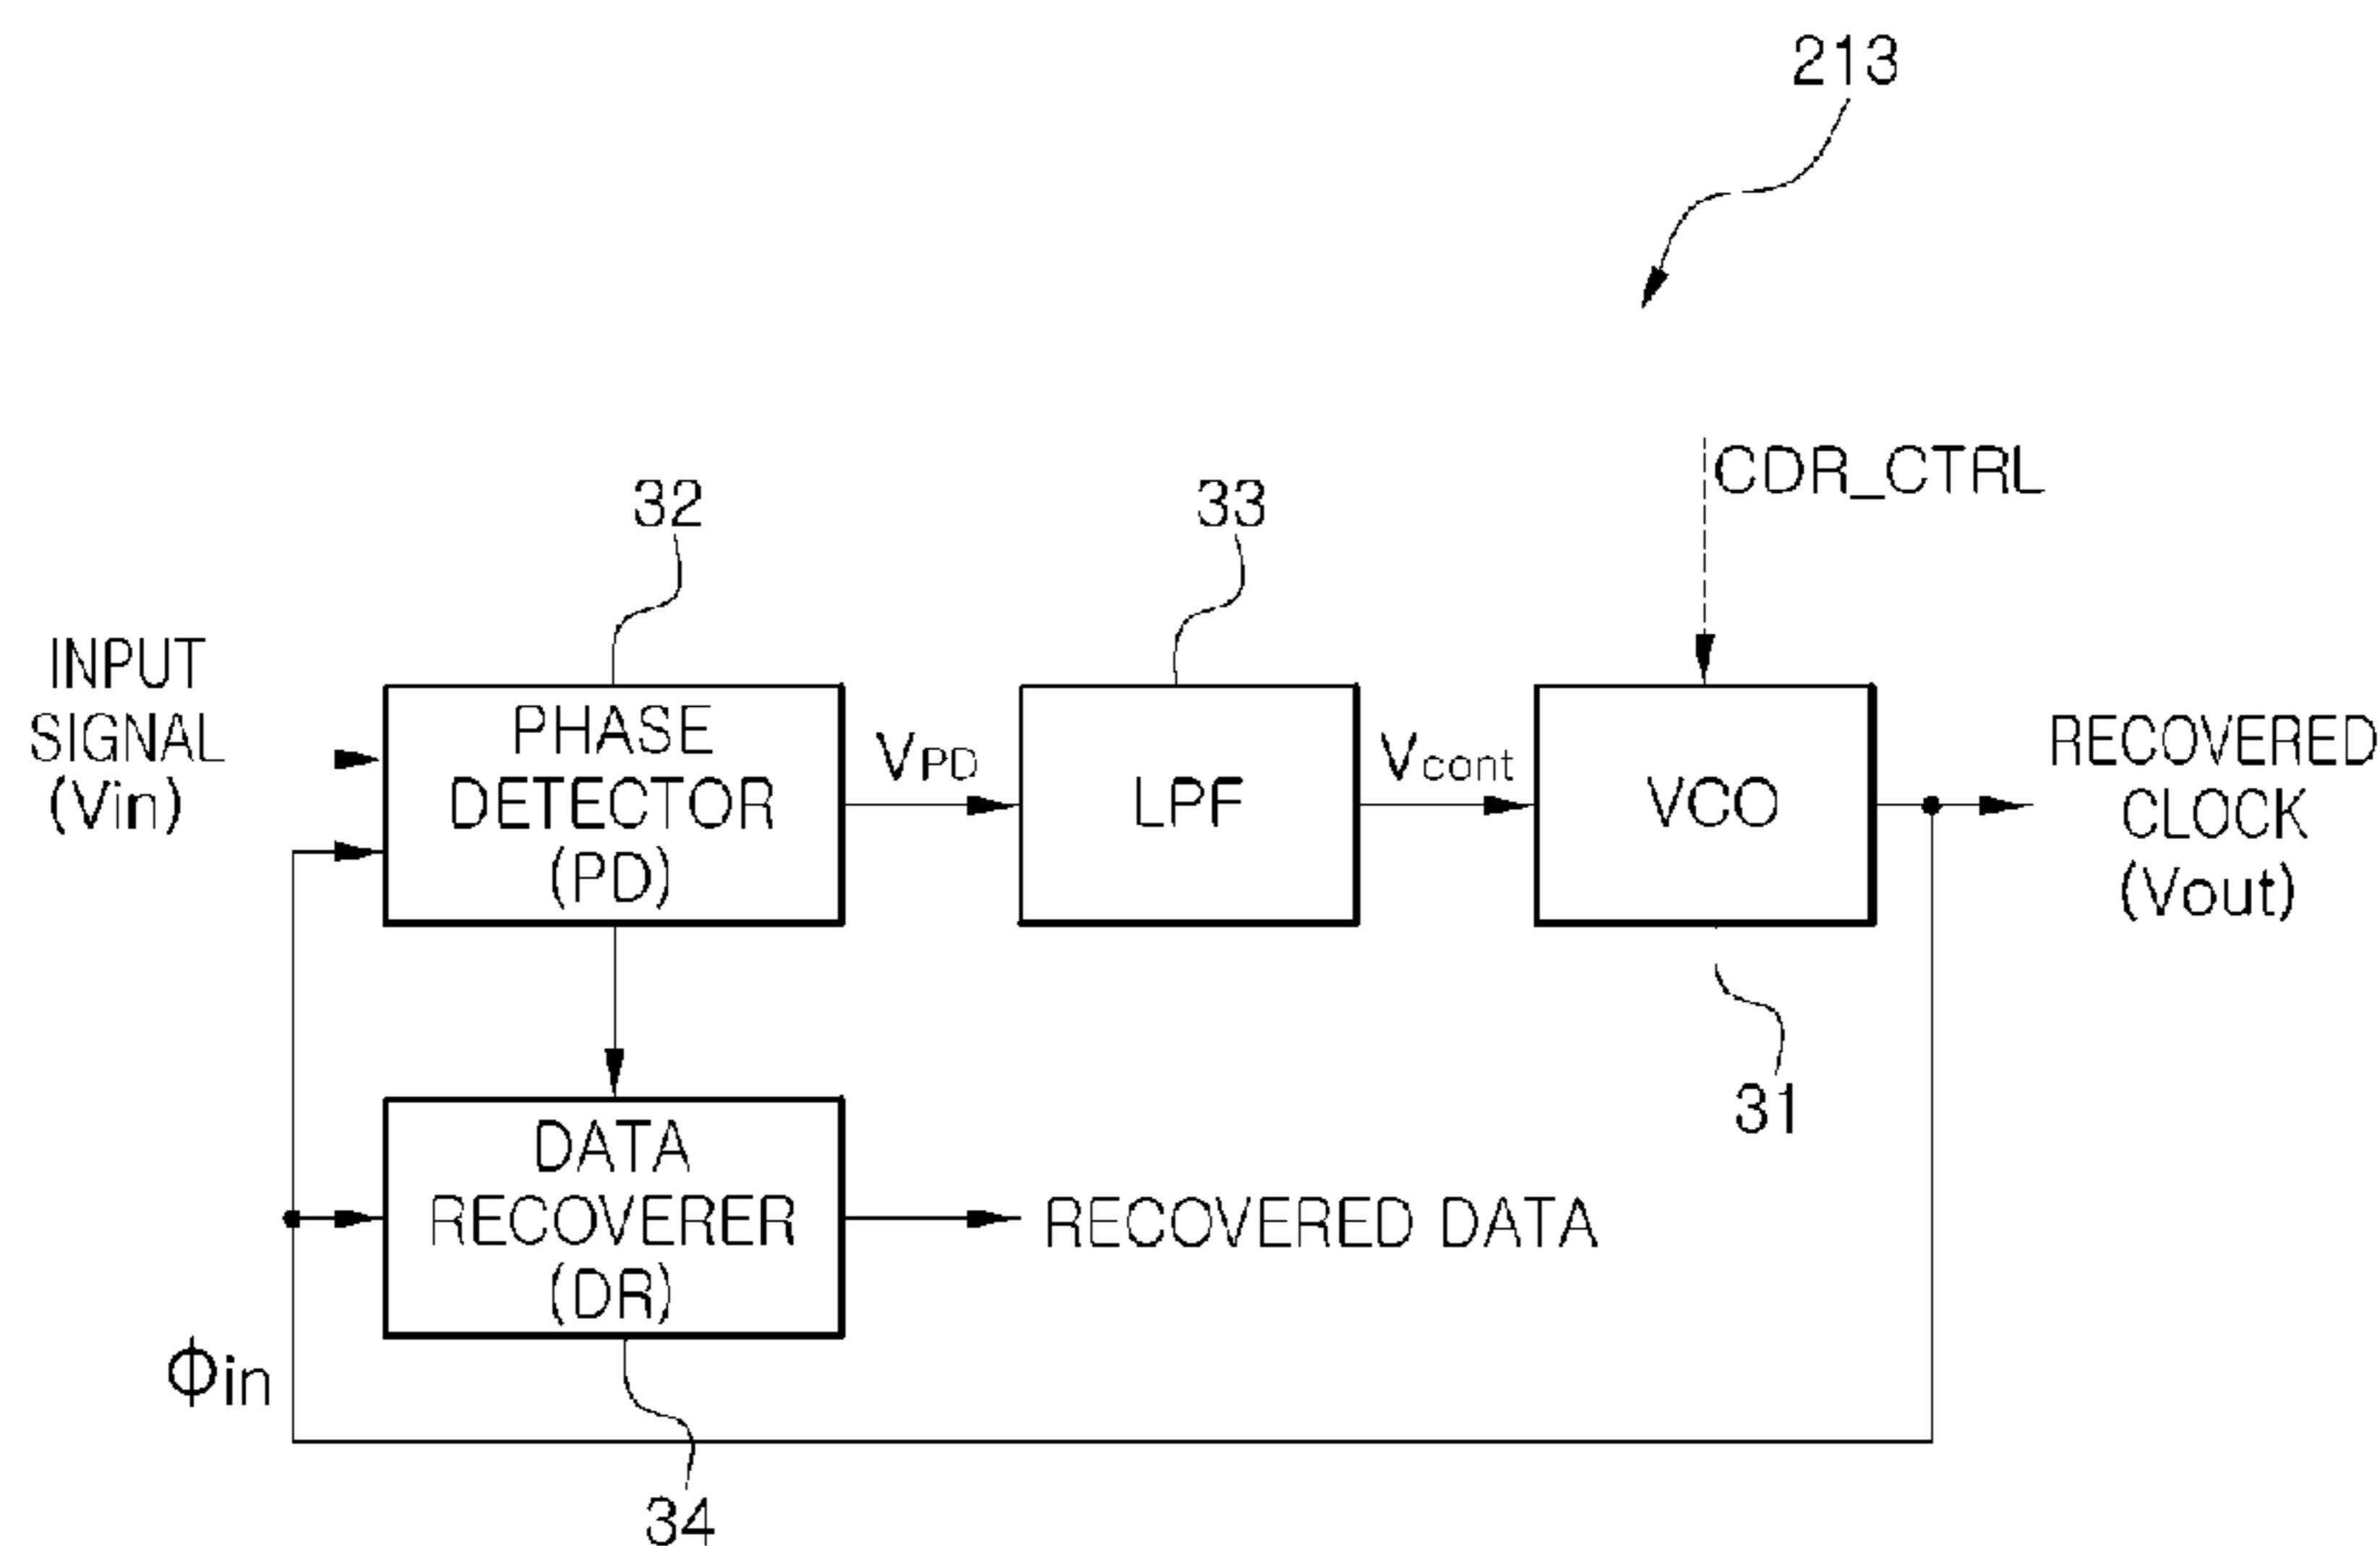 213
CDR_CTRL
32
33
INPUT
SIGNAL
(Vin)
PHASE
DETECTOR
(PD)
VPD
LPF
Vcont
VCO
RECOVERED
CLOCK
(Vout)
31
DATA
RECOVERER
(DR)
RECOVERED DATA
Φin
34